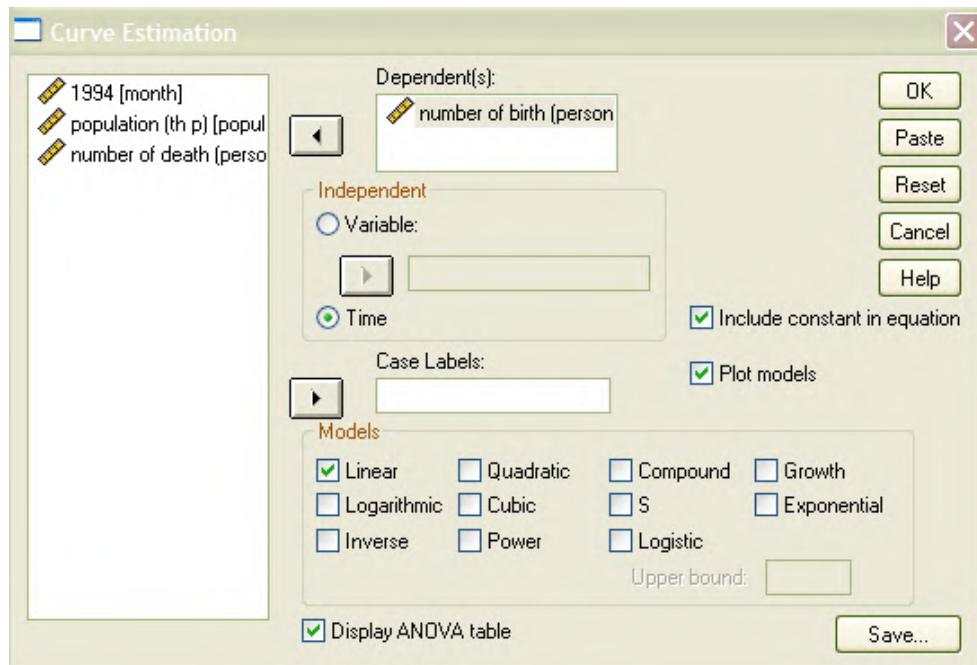 Curve Estimation
1994 [month]
population (th p) [popul
number of death (perso
Dependent(s):
number of birth (person
Independent
Variable:
Time
Case Labels:
OK
Paste
Reset
Cancel
Help
Include constant in equation
Plot models
Models
Linear
Quadratic
Compound
Growth
Logarithmic
Cubic
S
Exponential
Inverse
Power
Logistic
Upper bound:
Display ANOVA table
Save...